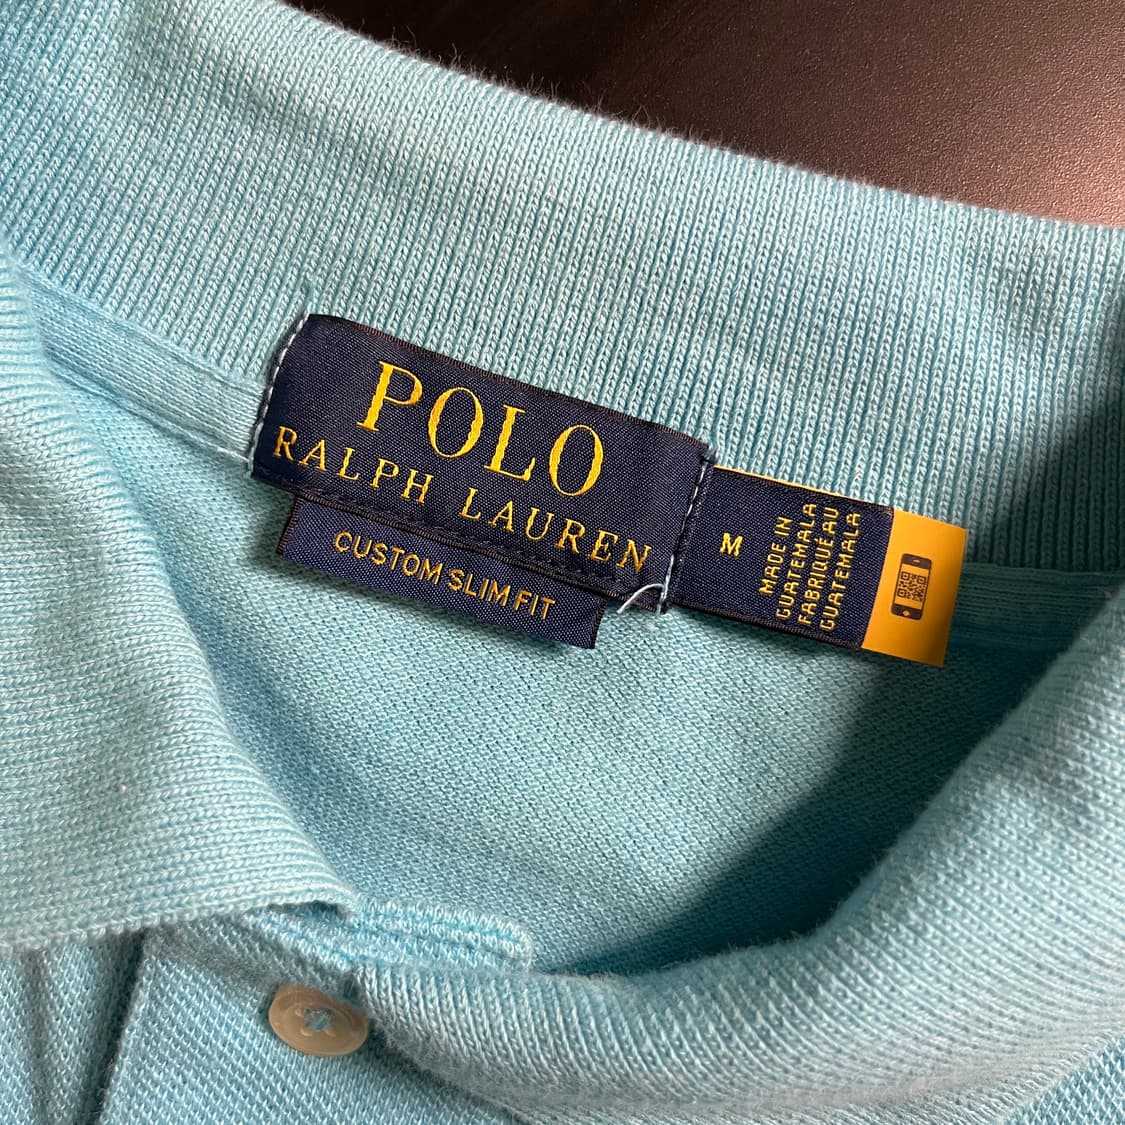 POLO
RALPH LAUREN
CUSTOM SLIM FIT
M
MADE IN
GUATEMALA
FABRIQUÉ AU
GUATEMALA